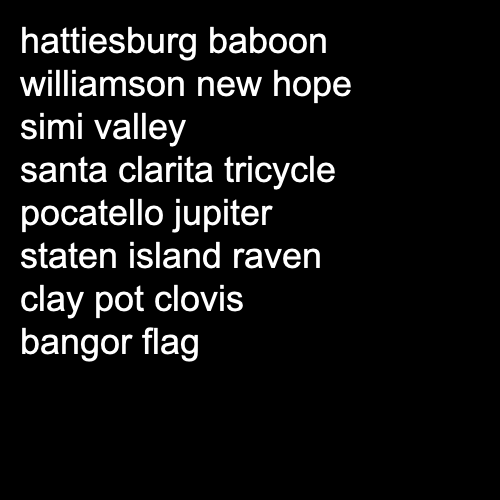 hattiesburg baboon
williamson new hope
simi valley
santa clarita tricycle
pocatello jupiter
staten island raven
clay pot clovis
bangor flag